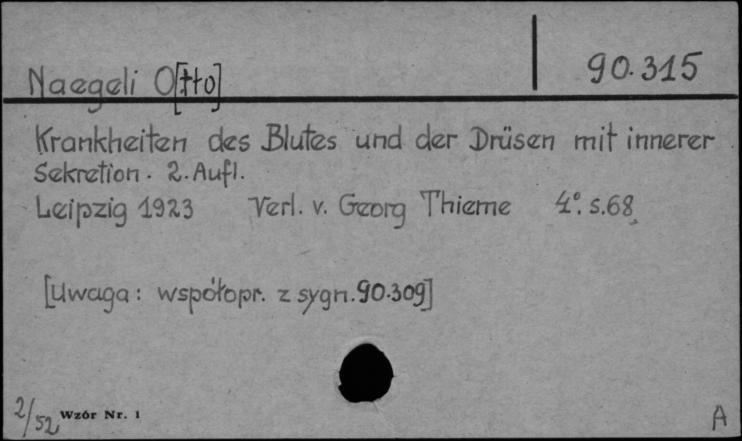 Naegeli O[tto] 90.315
Krankheiten des Blutes und der Drüsen mit innerer
Sekretion. 2. Aufl.
Leipzig 1923 Verl. v. Georg Thieme 4°. s. 68
[Uwaga: współopr. z sygn. 90.309]
2/52 Wzór Nr. 1 A